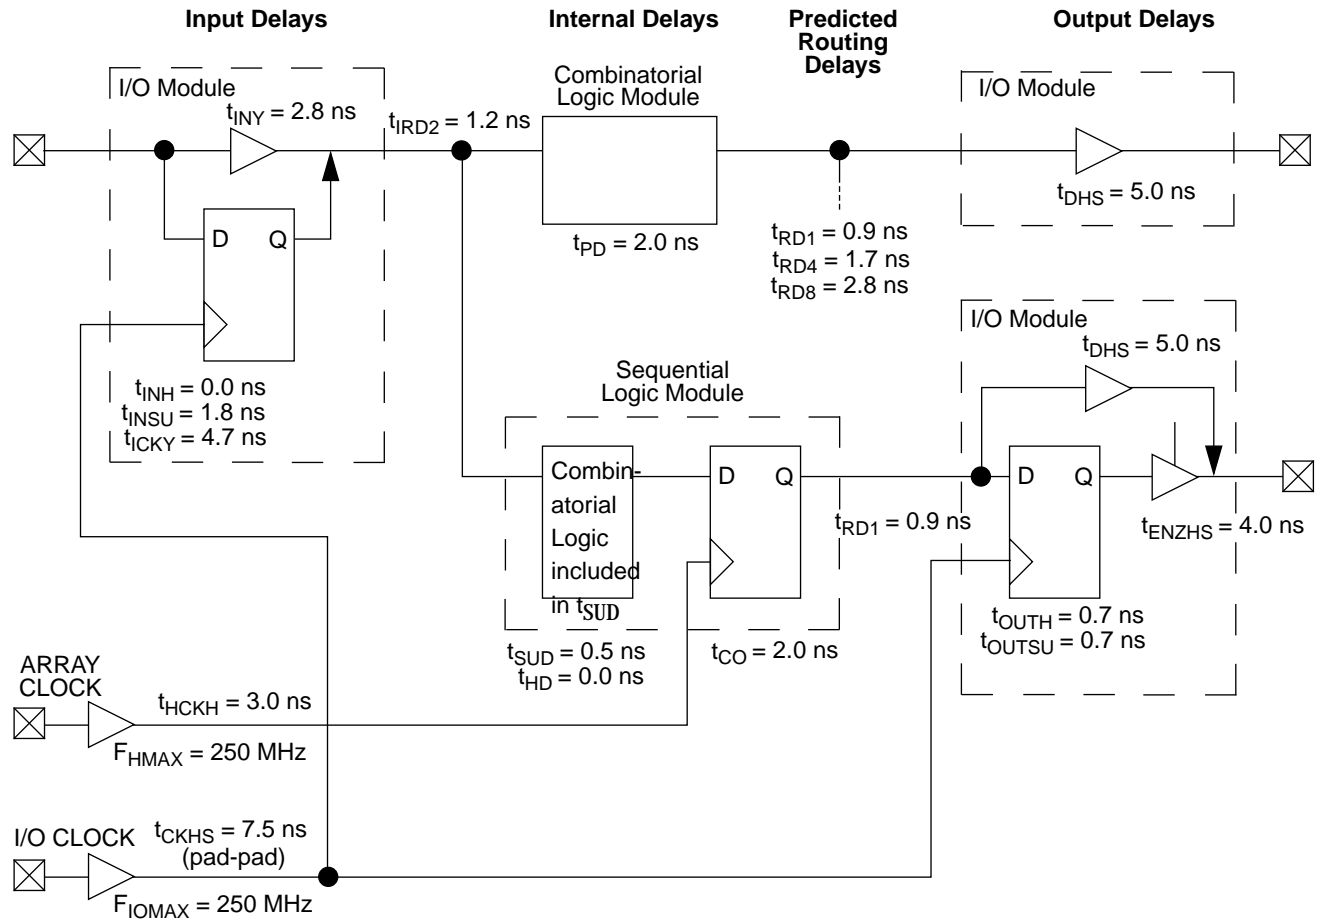 Input Delays
Internal Delays
Predicted
Routing
Delays
Output Delays
I/O Module
tINY = 2.8 ns
tIRD2 = 1.2 ns
Combinatorial
Logic Module
I/O Module
D Q
tPD = 2.0 ns
tRD1 = 0.9 ns
tRD4 = 1.7 ns
tRD8 = 2.8 ns
tDHS = 5.0 ns
I/O Module
tDHS = 5.0 ns
tINH = 0.0 ns
tINSU = 1.8 ns
tICKY = 4.7 ns
Sequential
Logic Module
Combin-
atorial
Logic
included
in tSUD
D Q
tRD1 = 0.9 ns
D Q
tENZHS = 4.0 ns
tOUTH = 0.7 ns
tOUTSU = 0.7 ns
tSUD = 0.5 ns
tHD = 0.0 ns
tCO = 2.0 ns
ARRAY
CLOCK
tHCKH = 3.0 ns
FHMAX = 250 MHz
I/O CLOCK
tCKHS = 7.5 ns
(pad-pad)
FIOMAX = 250 MHz